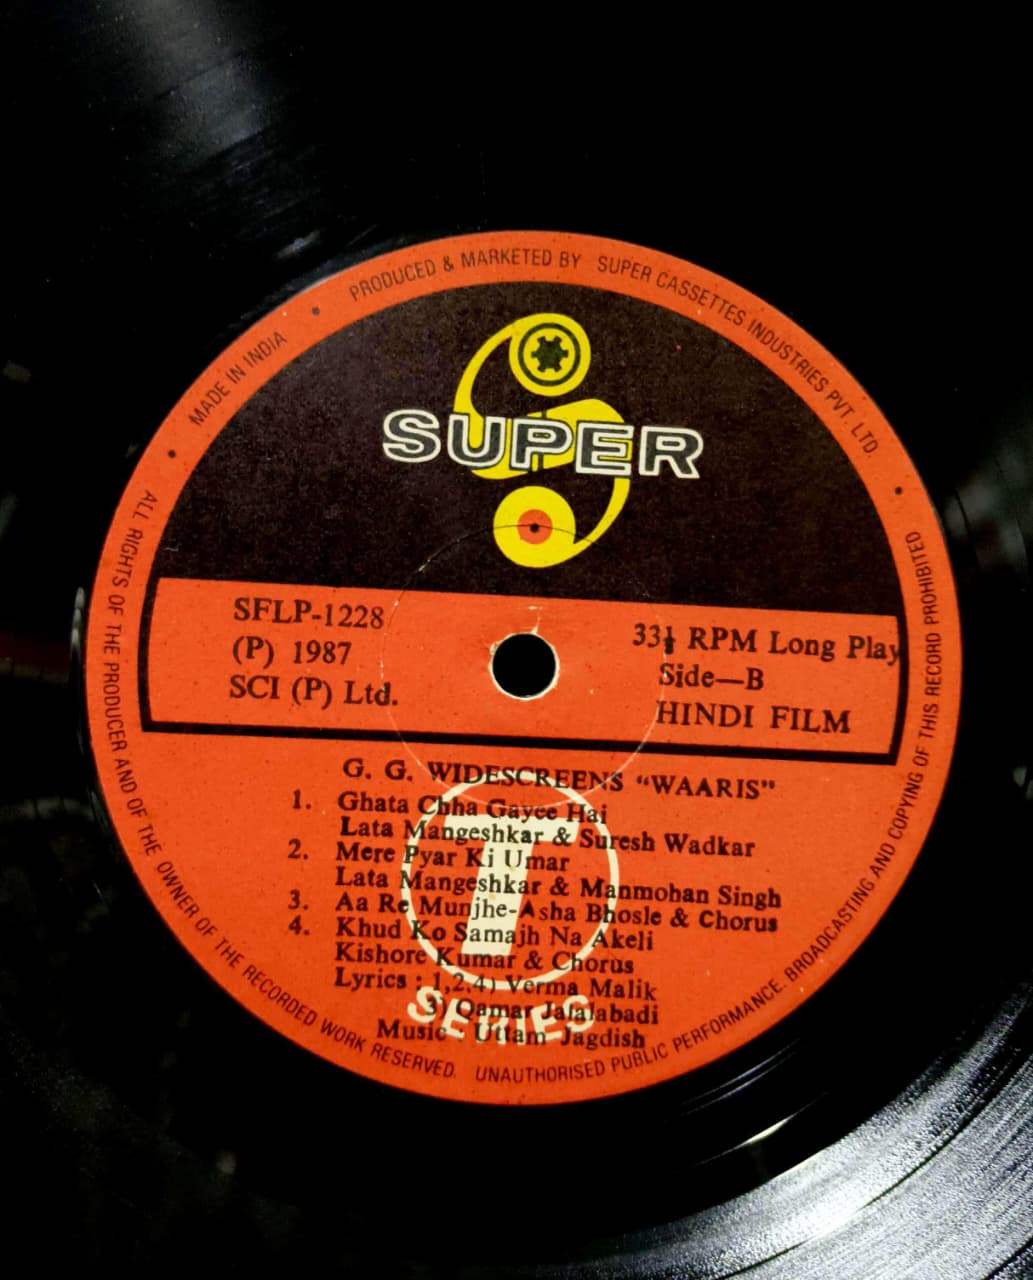 MADE IN INDIA • PRODUCED & MARKETED BY SUPER CASSETTES INDUSTRIES PVT. LTD. •
SUPER
SFLP-1228
(P) 1987
SCI (P) Ltd.
33⅓ RPM Long Play
Side—B
HINDI FILM
G. G. WIDESCREENS "WAARIS"
1. Ghata Chha Gayee Hai
Lata Mangeshkar & Suresh Wadkar
2. Mere Pyar Ki Umar
Lata Mangeshkar & Manmohan Singh
3. Aa Re Munjhe-Asha Bhosle & Chorus
4. Khud Ko Samajh Na Akeli
Kishore Kumar & Chorus
Lyrics : 1,2,4) Verma Malik
3) Qamar Jalalabadi
Music : Uttam Jagdish
T
SERIES
ALL RIGHTS OF THE PRODUCER AND OF THE OWNER OF THE RECORDED WORK RESERVED. UNAUTHORISED PUBLIC PERFORMANCE. BROADCASTING AND COPYING OF THIS RECORD PROHIBITED